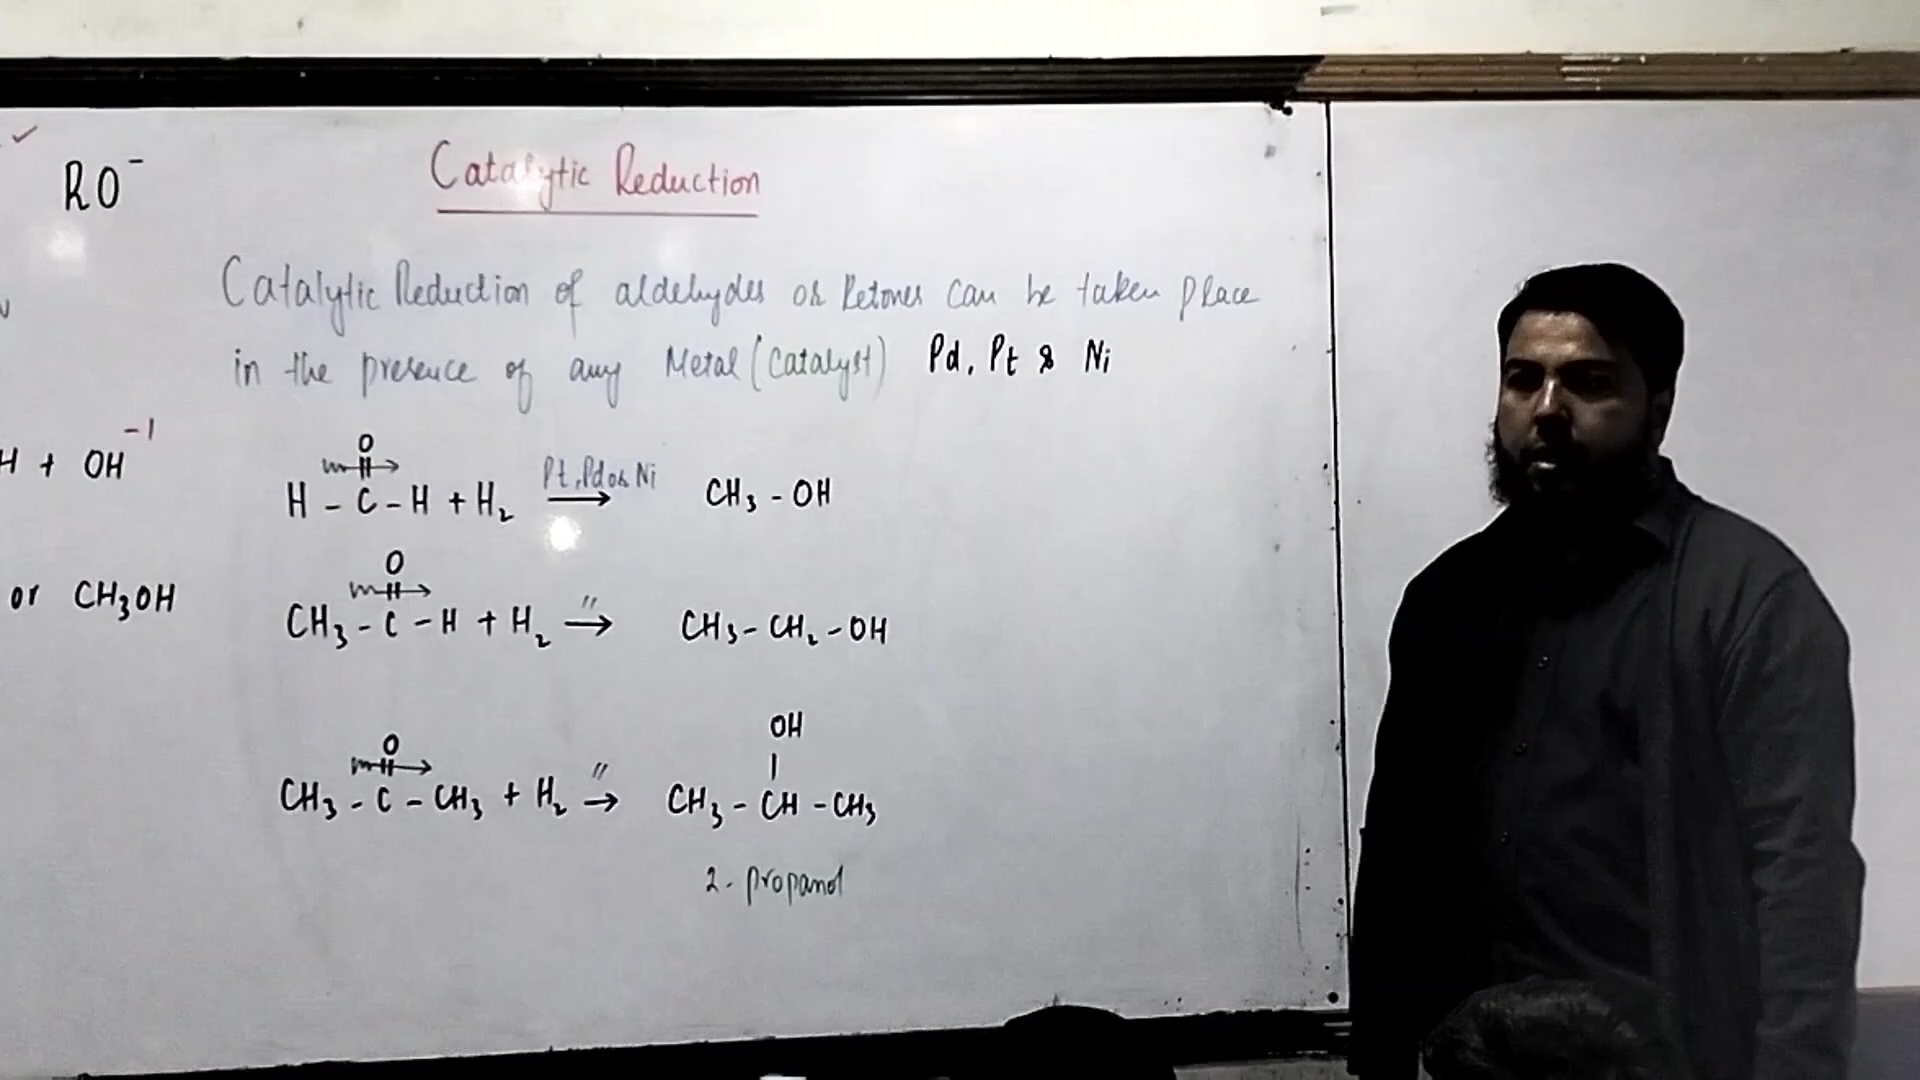 RO⁻
Catalytic Reduction
Catalytic Reduction of aldehydes or Ketones can be taken place
in the presence of any Metal (Catalyst) Pd, Pt & Ni
H + OH⁻¹
O
||
H - C - H + H₂ Pt, Pd or Ni → CH₃ - OH
or CH₃OH
O
||
CH₃ - C - H + H₂ " → CH₃ - CH₂ - OH
OH
O |
||
CH₃ - C - CH₃ + H₂ " → CH₃ - CH - CH₃
2 - propanol